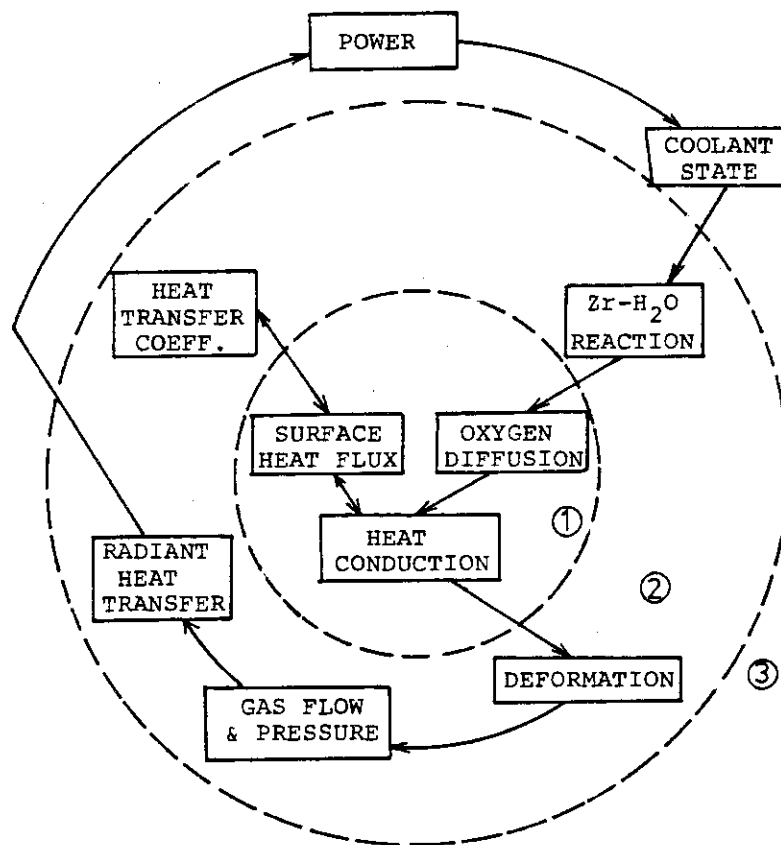 POWER
COOLANT
STATE
HEAT
TRANSFER
COEFF.
Zr-H₂O
REACTION
SURFACE
HEAT FLUX
OXYGEN
DIFFUSION
①
HEAT
CONDUCTION
RADIANT
HEAT
TRANSFER
②
③
DEFORMATION
GAS FLOW
& PRESSURE